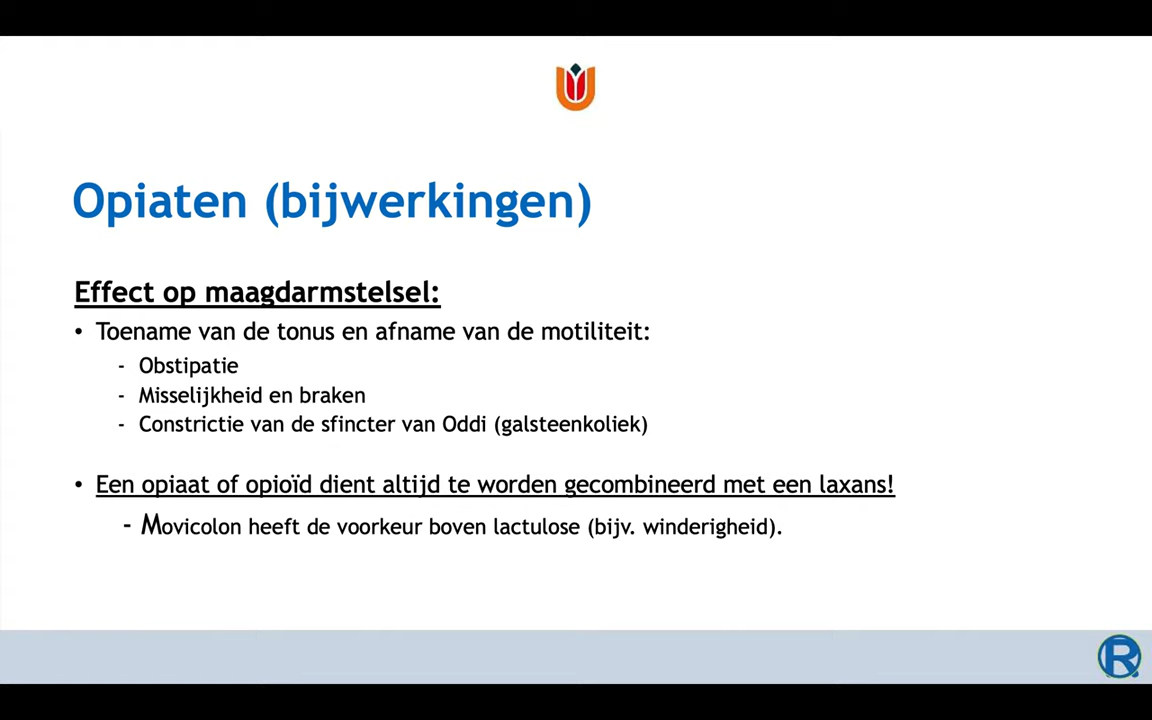 Opiaten (bijwerkingen)
Effect op maagdarmstelsel:
• Toename van de tonus en afname van de motiliteit:
- Obstipatie
- Misselijkheid en braken
- Constrictie van de sfincter van Oddi (galsteenkoliek)
• Een opiaat of opioïd dient altijd te worden gecombineerd met een laxans!
- Movicolon heeft de voorkeur boven lactulose (bijv. winderigheid).
R